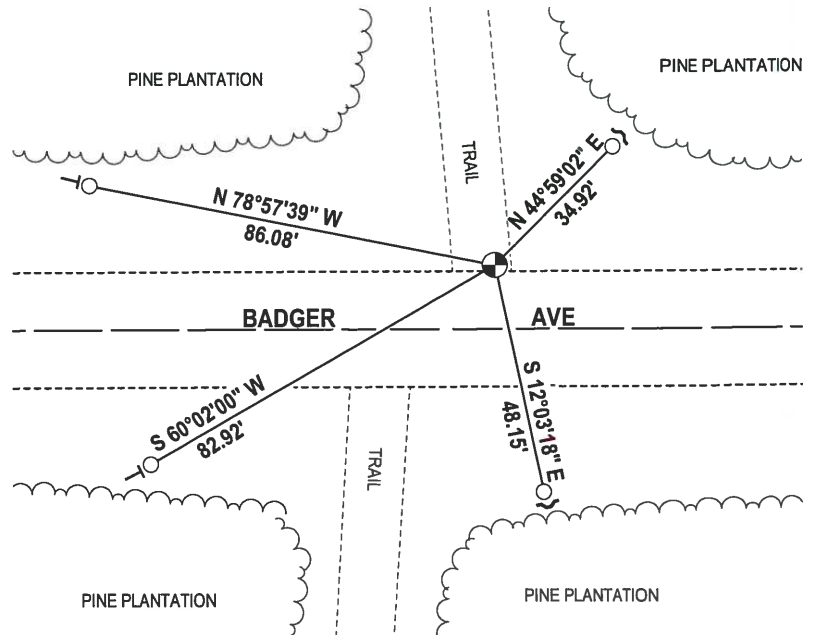 PINE PLANTATION
PINE PLANTATION
TRAIL
N 44°59'02" E
34.92'
N 78°57'39" W
86.08'
BADGER AVE
S 60°02'00" W
82.92'
S 12°03'18" E
48.15'
TRAIL
PINE PLANTATION
PINE PLANTATION